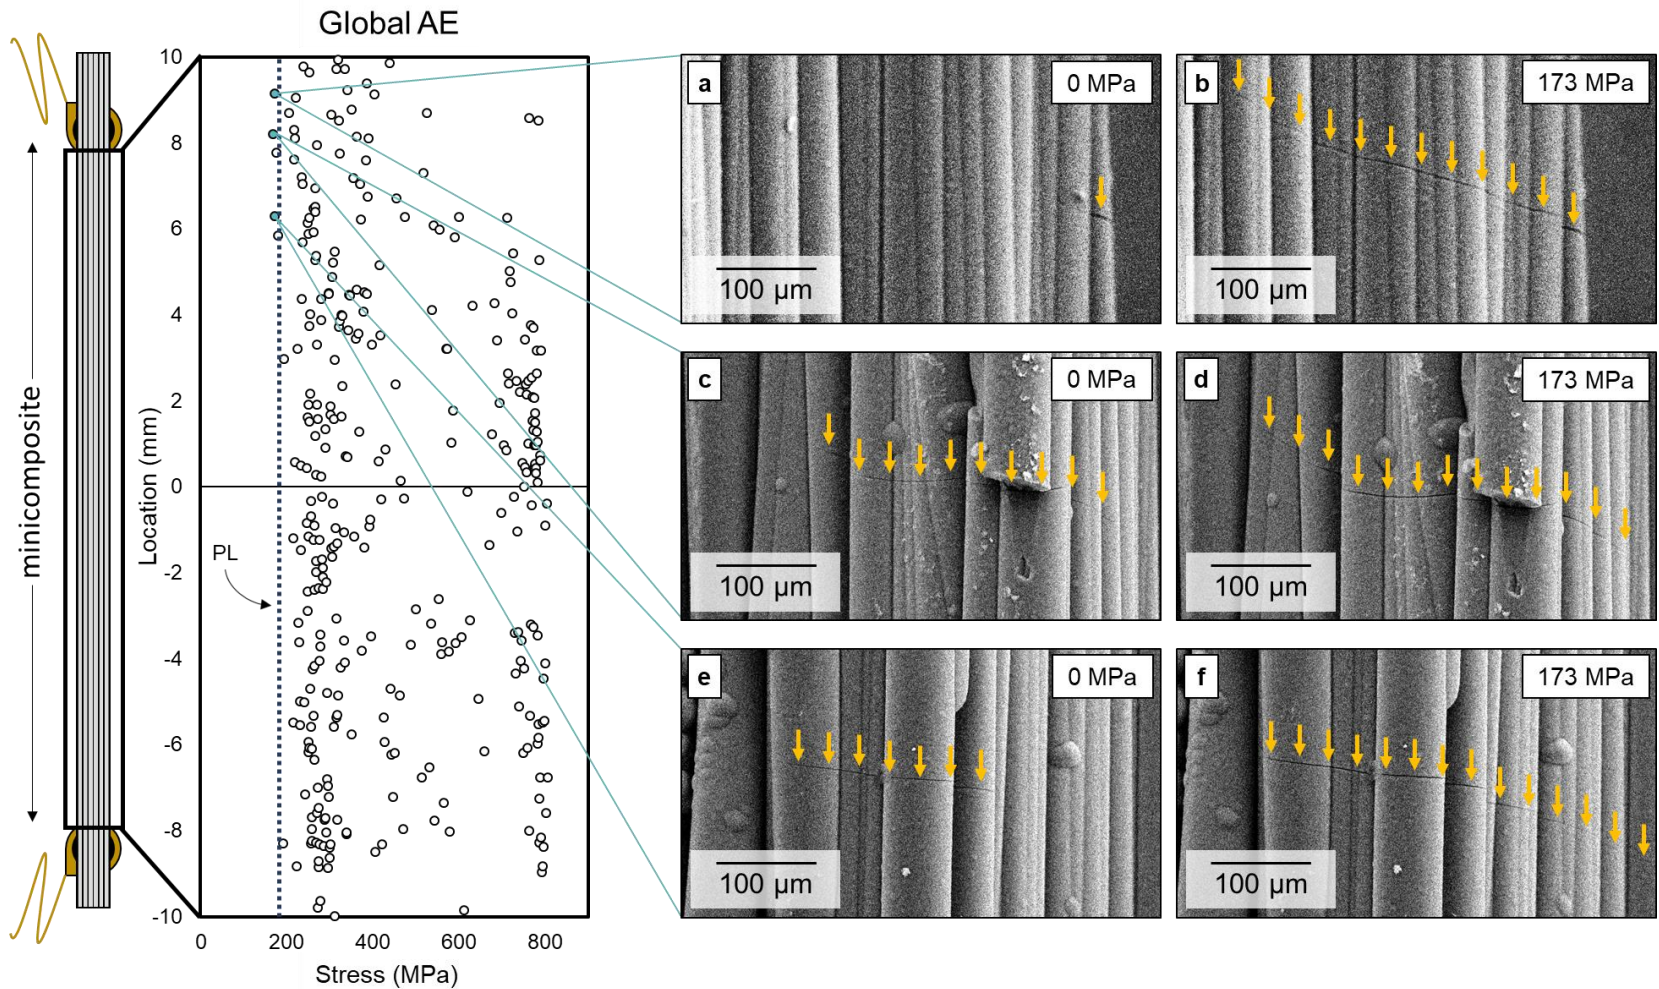 Global AE
minicomposite
Location (mm)
10
8
6
4
2
0
-2
-4
-6
-8
-10
PL
0 200 400 600 800
Stress (MPa)
a 0 MPa
100 µm
b 173 MPa
100 µm
c 0 MPa
100 µm
d 173 MPa
100 µm
e 0 MPa
100 µm
f 173 MPa
100 µm